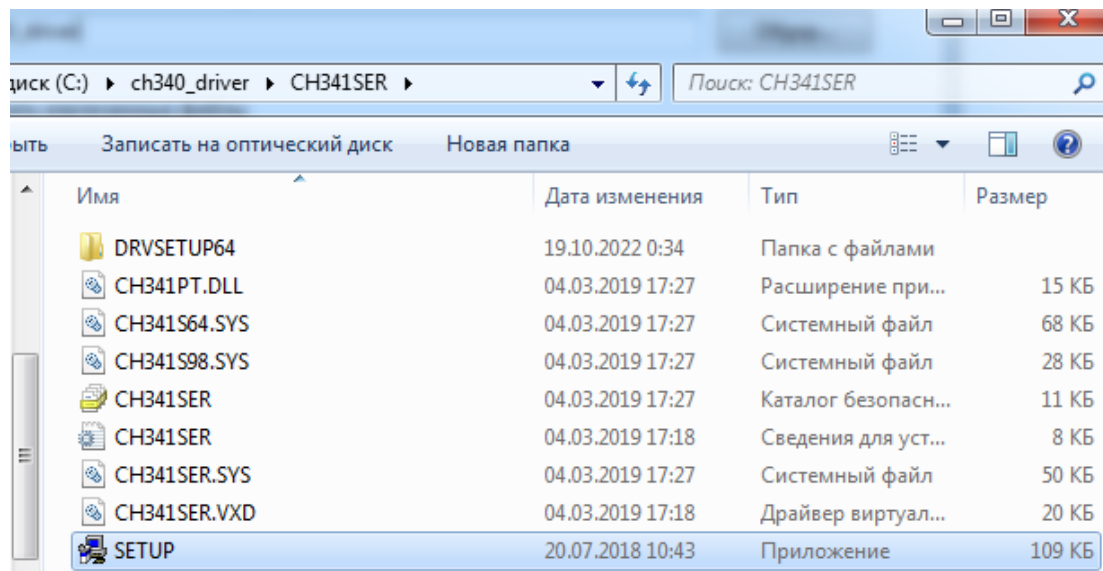 диск (C:) ch340_driver CH341SER Поиск: CH341SER
Записать на оптический диск Новая папка
Имя Дата изменения Тип Размер
DRVSETUP64 19.10.2022 0:34 Папка с файлами
CH341PT.DLL 04.03.2019 17:27 Расширение при... 15 КБ
CH341S64.SYS 04.03.2019 17:27 Системный файл 68 КБ
CH341S98.SYS 04.03.2019 17:27 Системный файл 28 КБ
CH341SER 04.03.2019 17:27 Каталог безопасн... 11 КБ
CH341SER 04.03.2019 17:18 Сведения для уст... 8 КБ
CH341SER.SYS 04.03.2019 17:27 Системный файл 50 КБ
CH341SER.VXD 04.03.2019 17:18 Драйвер виртуал... 20 КБ
SETUP 20.07.2018 10:43 Приложение 109 КБ